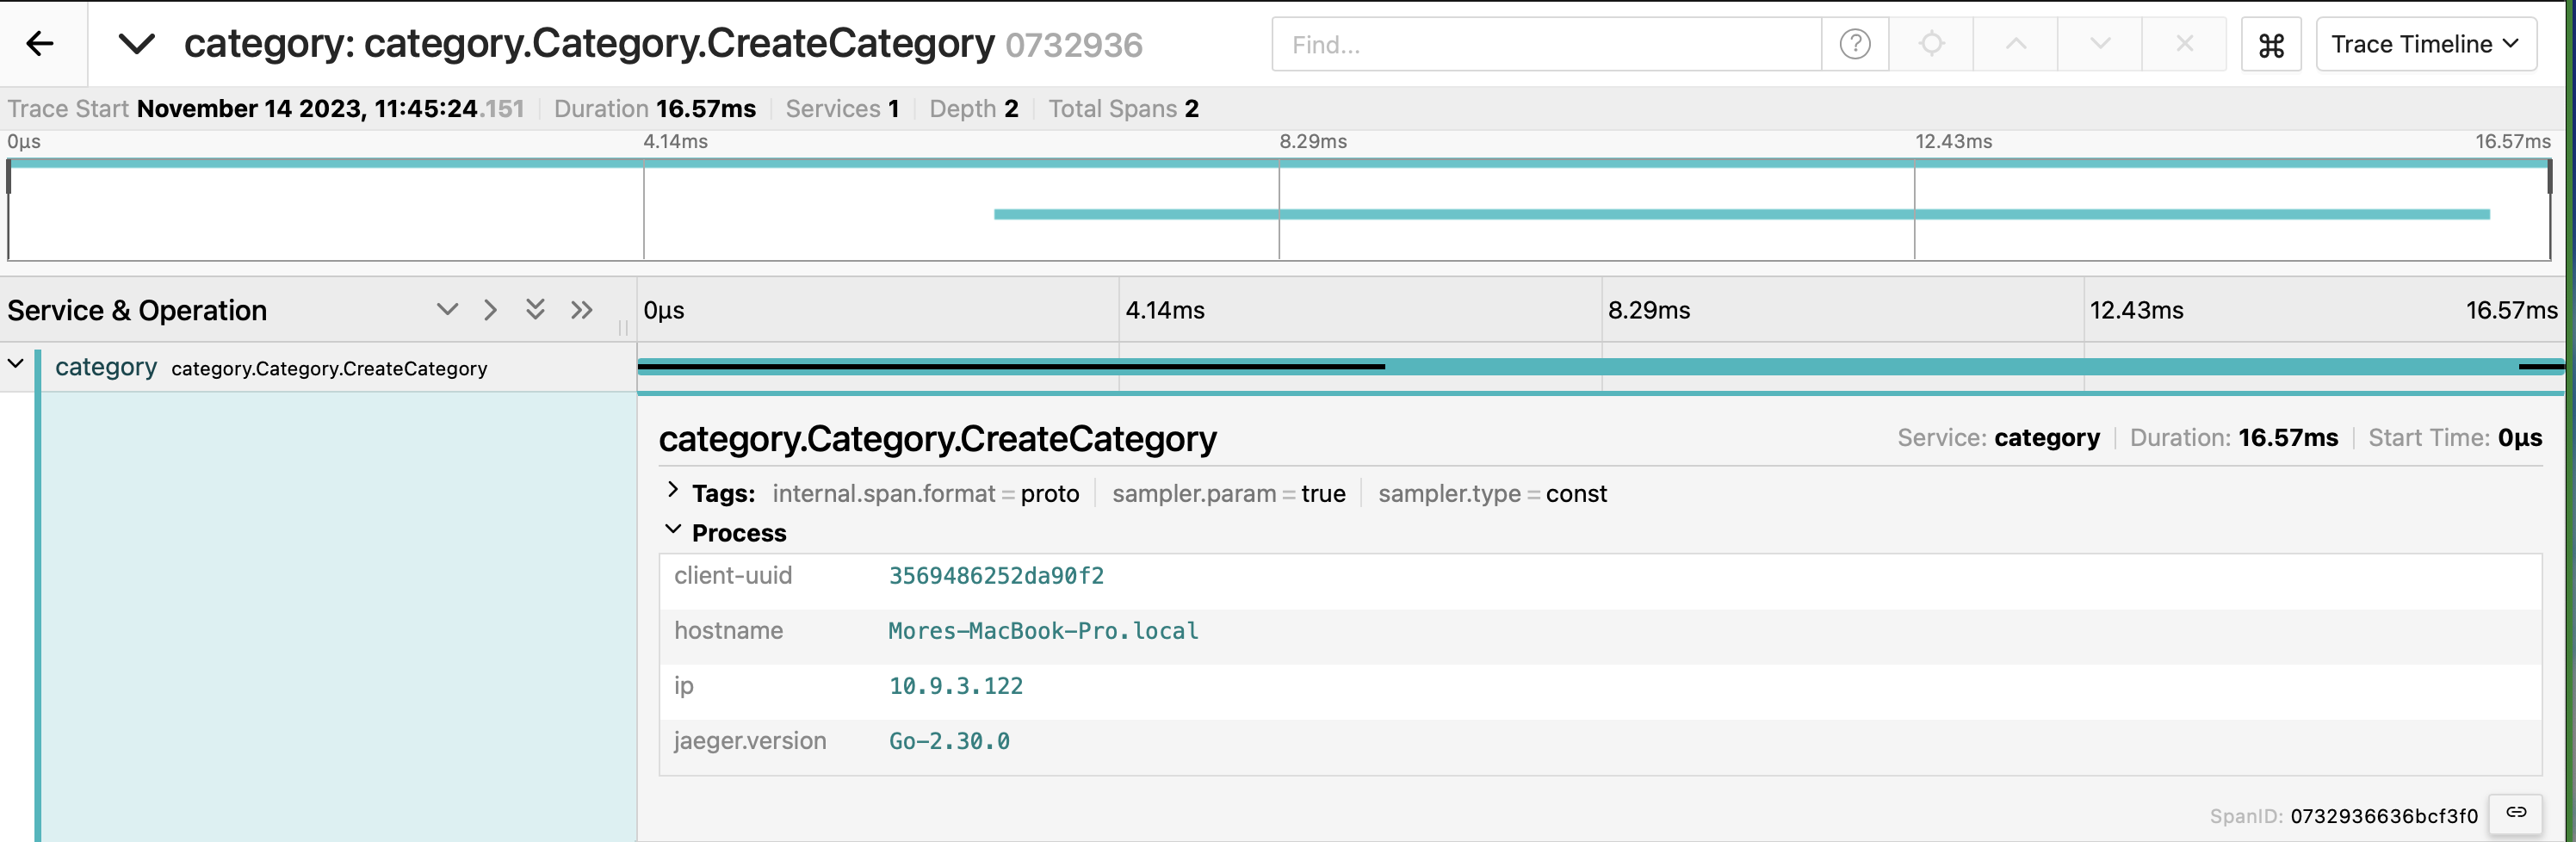 category: category.Category.CreateCategory 0732936 Find... ? ⌘ Trace Timeline
Trace Start November 14 2023, 11:45:24.151 Duration 16.57ms Services 1 Depth 2 Total Spans 2
0μs 4.14ms 8.29ms 12.43ms 16.57ms
Service & Operation 0μs 4.14ms 8.29ms 12.43ms 16.57ms
category category.Category.CreateCategory
category.Category.CreateCategory Service: category Duration: 16.57ms Start Time: 0μs
Tags: internal.span.format = proto sampler.param = true sampler.type = const
Process
client-uuid 3569486252da90f2
hostname Mores-MacBook-Pro.local
ip 10.9.3.122
jaeger.version Go-2.30.0
SpanID: 0732936636bcf3f0